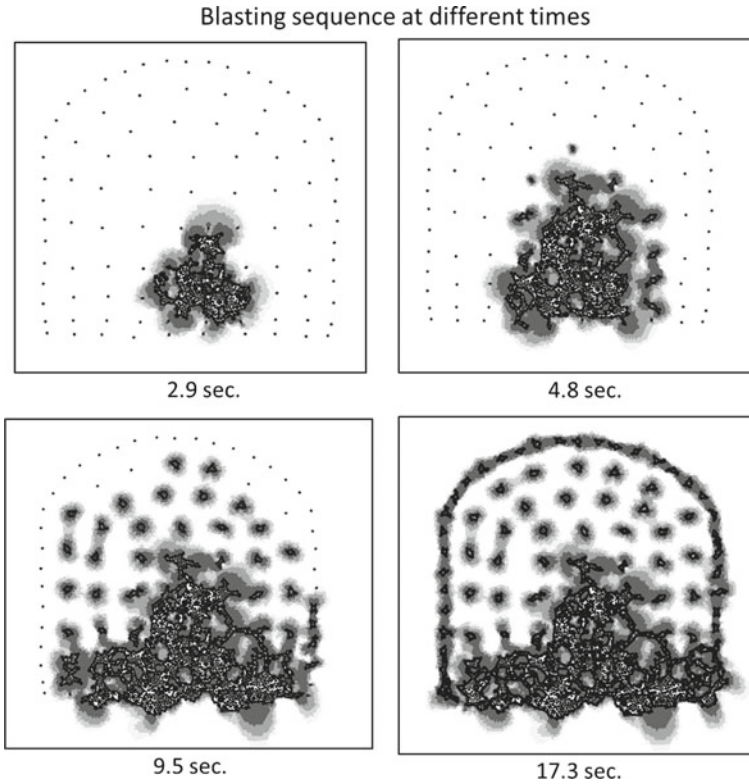 Blasting sequence at different times
2.9 sec.
4.8 sec.
9.5 sec.
17.3 sec.